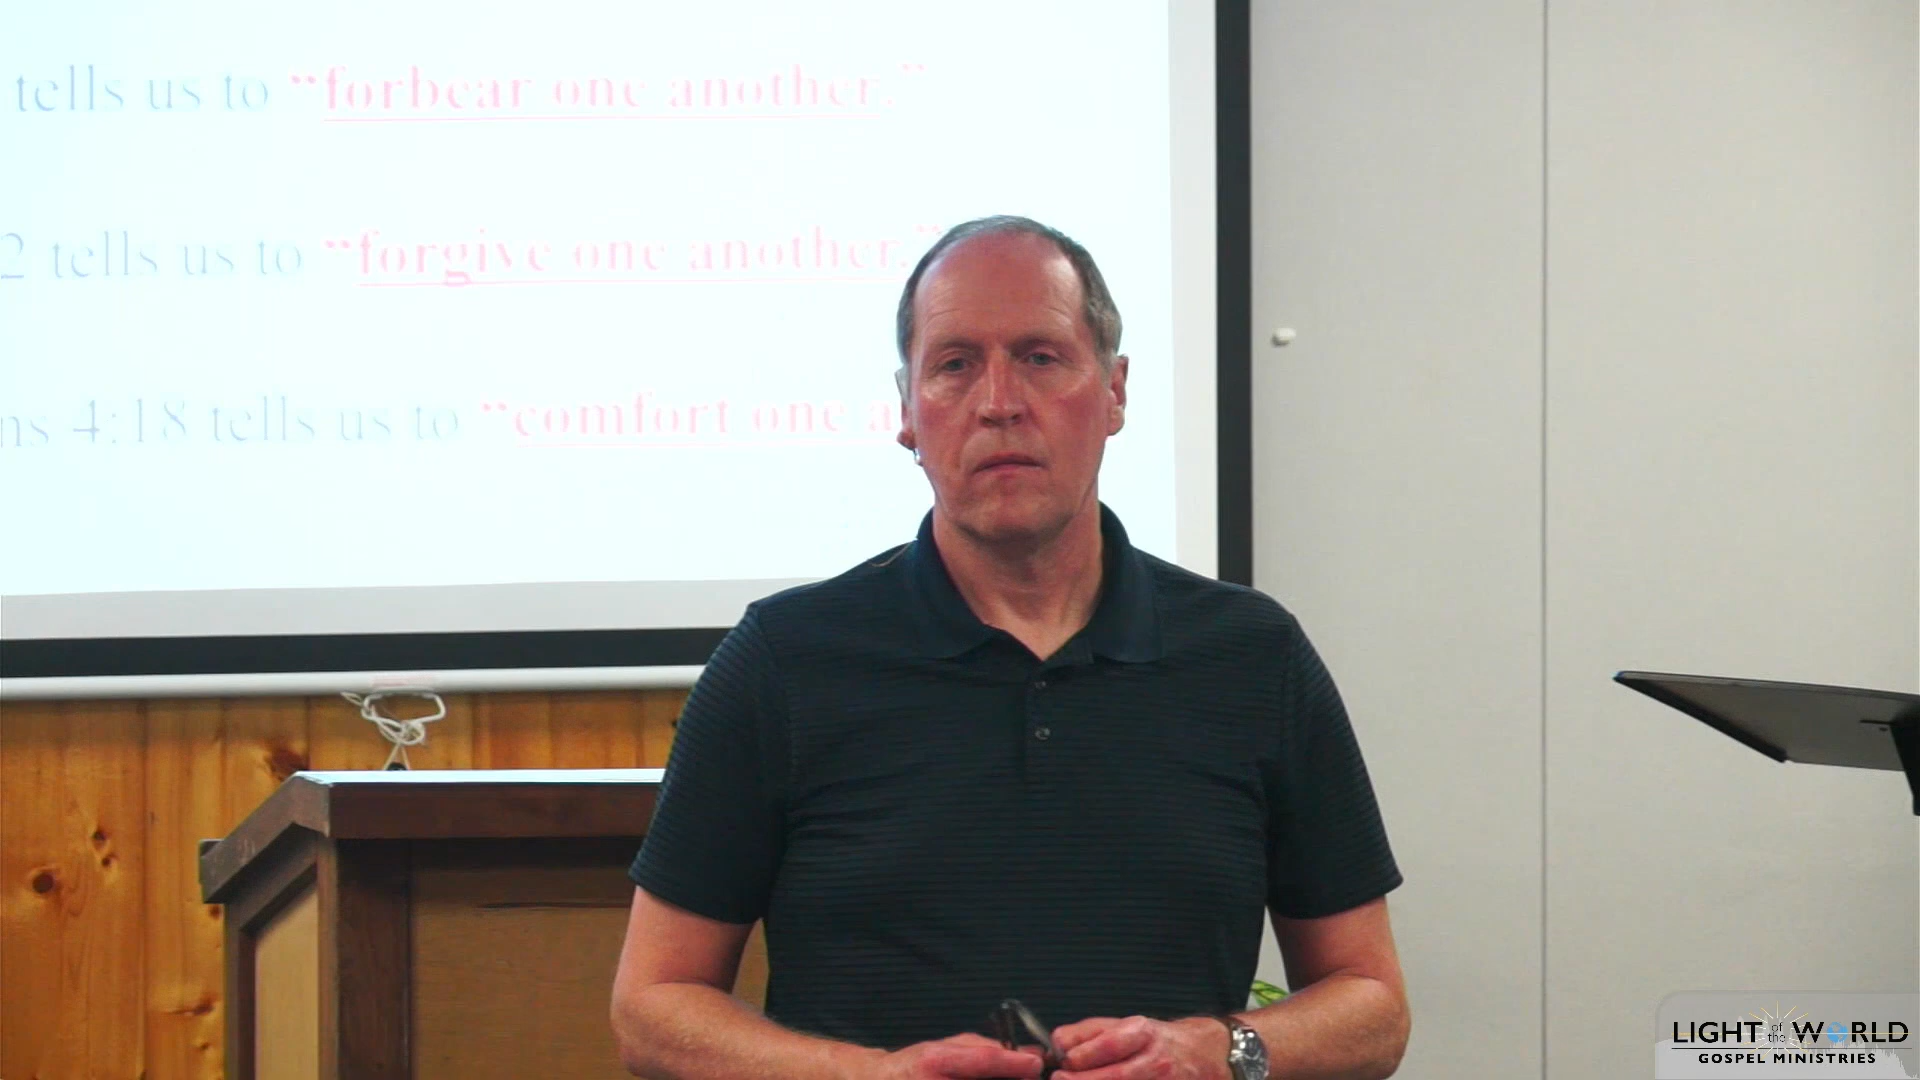 tells us to “forbear one another.”
2 tells us to “forgive one another.”
ns 4:18 tells us to “comfort one a
LIGHT of the WORLD
GOSPEL MINISTRIES